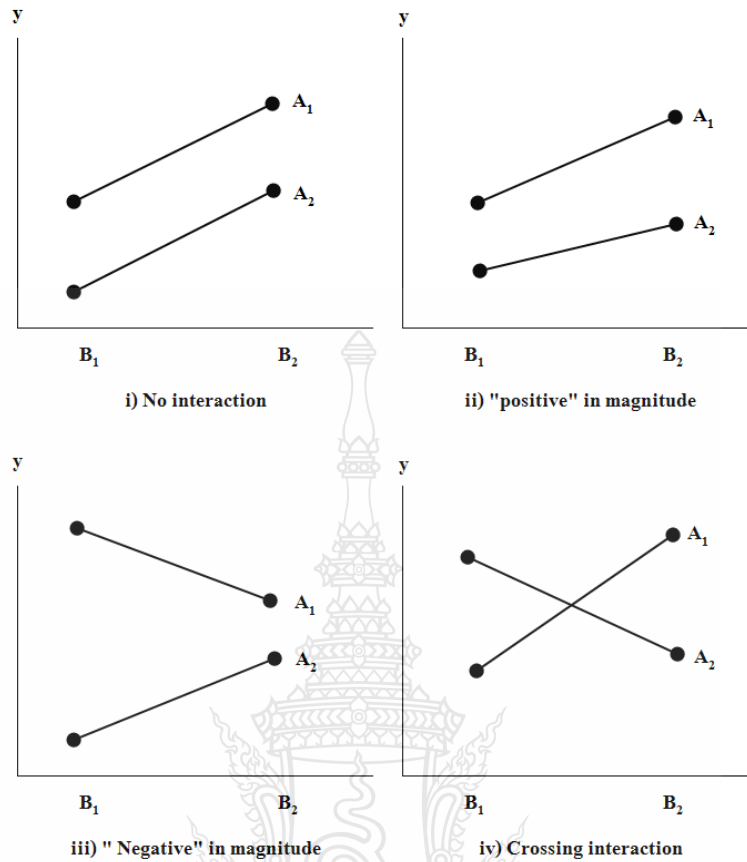 y y
A₁ A₁
A₂ A₂
B₁ B₂ B₁ B₂
i) No interaction ii) "positive" in magnitude
y y
A₁ A₁
A₂ A₂
B₁ B₂ B₁ B₂
iii) " Negative" in magnitude iv) Crossing interaction